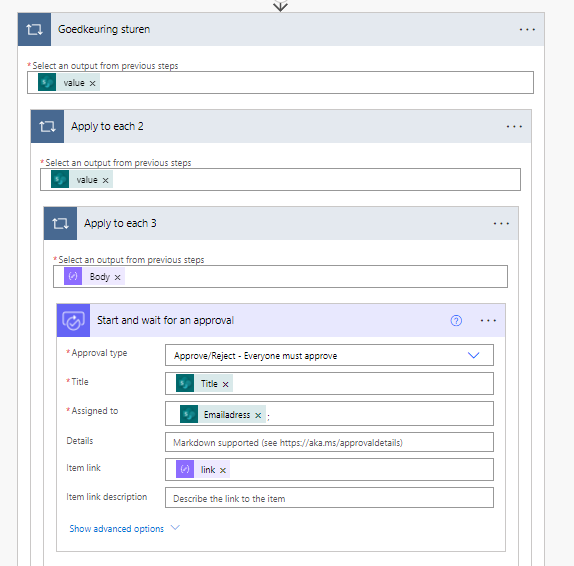 Goedkeuring sturen
*Select an output from previous steps
value ×
Apply to each 2
*Select an output from previous steps
value ×
Apply to each 3
*Select an output from previous steps
Body ×
Start and wait for an approval
*Approval type
Approve/Reject - Everyone must approve
*Title
Title ×
*Assigned to
Emailadress × ;
Details
Markdown supported (see https://aka.ms/approvaldetails)
Item link
link ×
Item link description
Describe the link to the item
Show advanced options